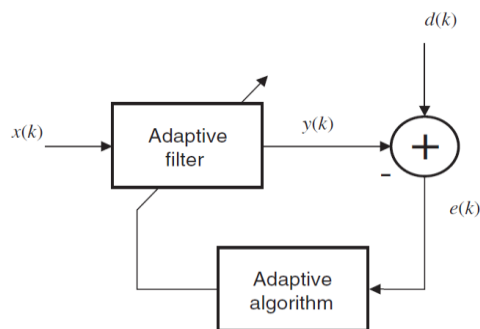 d(k)
x(k)
Adaptive
filter
y(k)
+
-
e(k)
Adaptive
algorithm